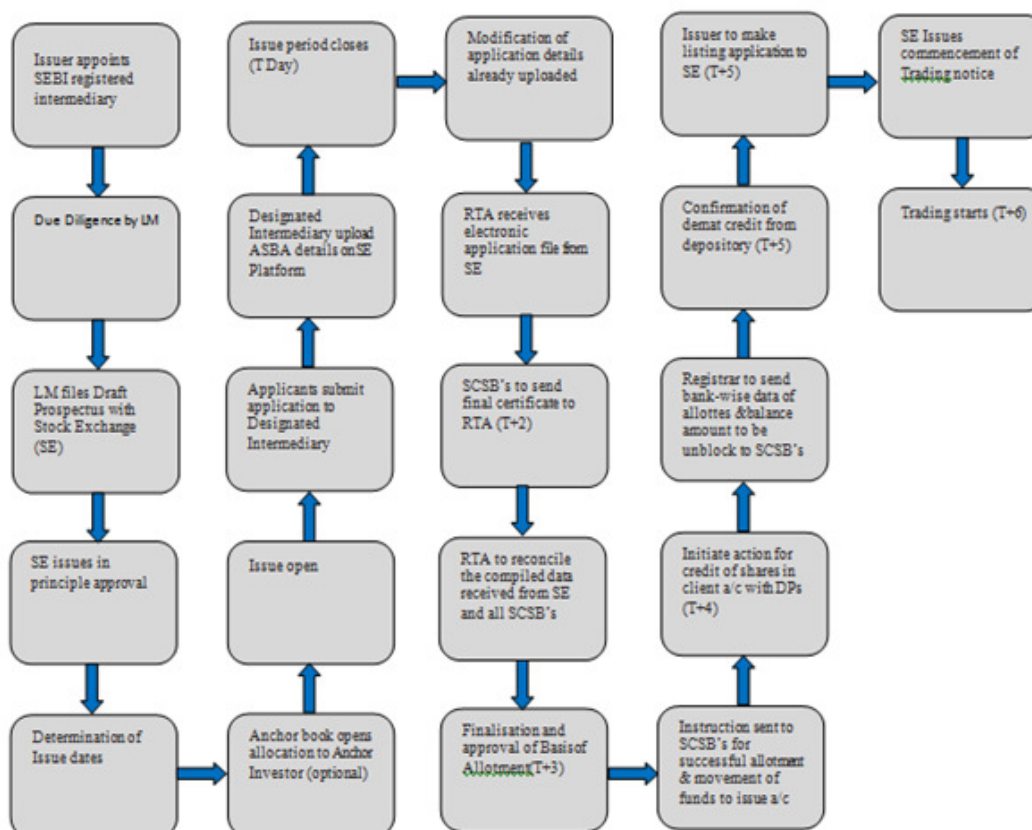 Issuer appoints
SEBI registered
intermediary
Due Diligence by LM
LM files Draft
Prospectus with
Stock Exchange
(SE)
SE issues in
principle approval
Determination of
Issue dates
Anchor book opens
allocation to Anchor
Investor (optional)
Issue open
Applicants submit
application to
Designated
Intermediary
Designated
Intermediary upload
ASBA details on SE
Platform
Issue period closes
(T Day)
Modification of
application details
already uploaded
RTA receives
electronic
application file from
SE
SCSB's to send
final certificate to
RTA (T+2)
RTA to reconcile
the compiled data
received from SE
and all SCSB's
Finalisation and
approval of Basis of
Allotment(T+3)
Instruction sent to
SCSB's for
successful allotment
& movement of
funds to issue a/c
Initiate action for
credit of shares in
client a/c with DPs
(T+4)
Registrar to send
bank-wise data of
allottes &balance
amount to be
unblock to SCSB's
Confirmation of
demat credit from
depository (T+5)
Issuer to make
listing application to
SE (T+5)
SE Issues
commencement of
Trading notice
Trading starts (T+6)